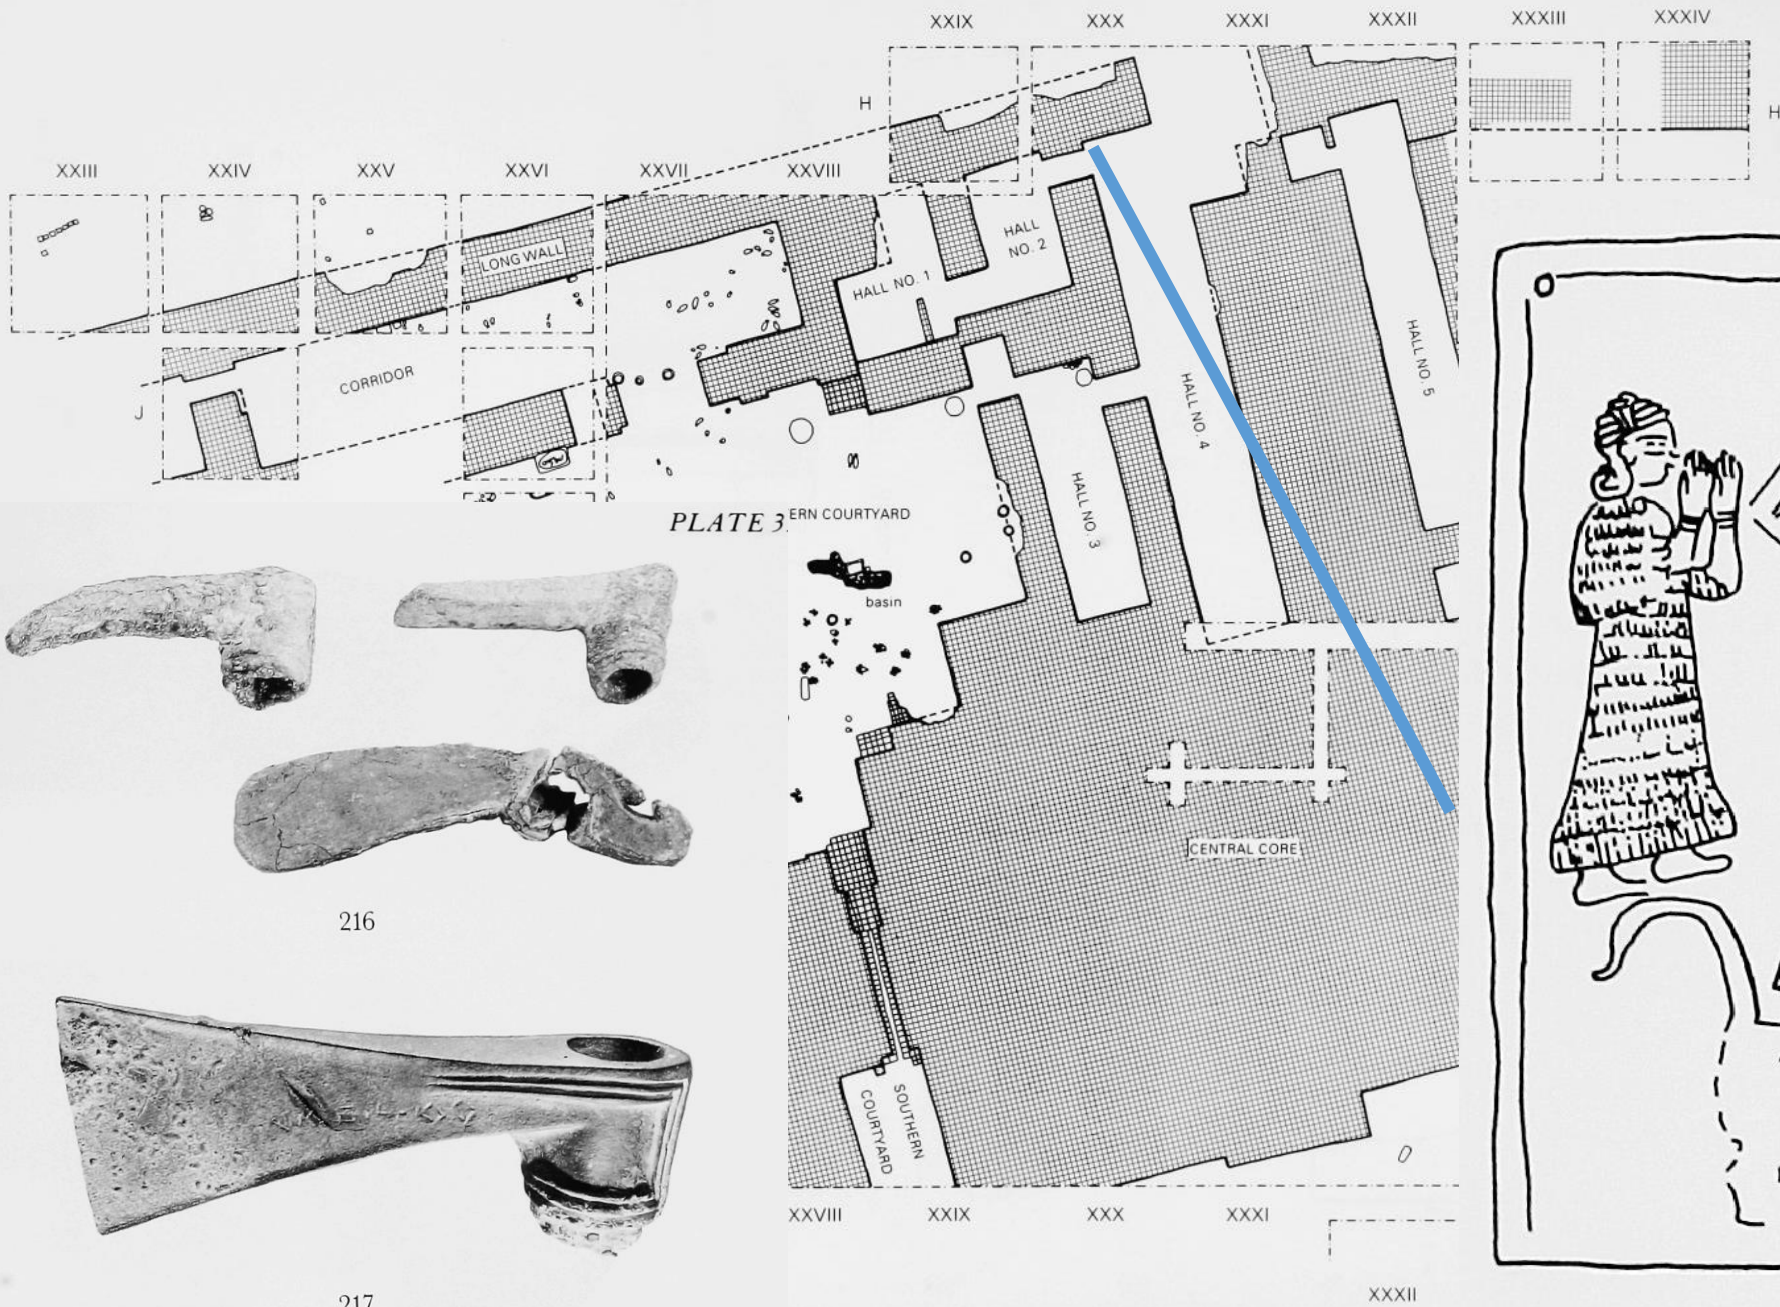 XXIX XXX XXXI XXXII XXXIII XXXIV
H H
XXIII XXIV XXV XXVI XXVII XXVIII
LONG WALL
HALL NO. 1
HALL
NO. 2
CORRIDOR
J
HALL NO. 3
HALL NO. 4
HALL NO. 5
PLATE 3
ERN COURTYARD
basin
CENTRAL CORE
SOUTHERN
COURTYARD
216
XXVIII XXIX XXX XXXI
XXXII
217